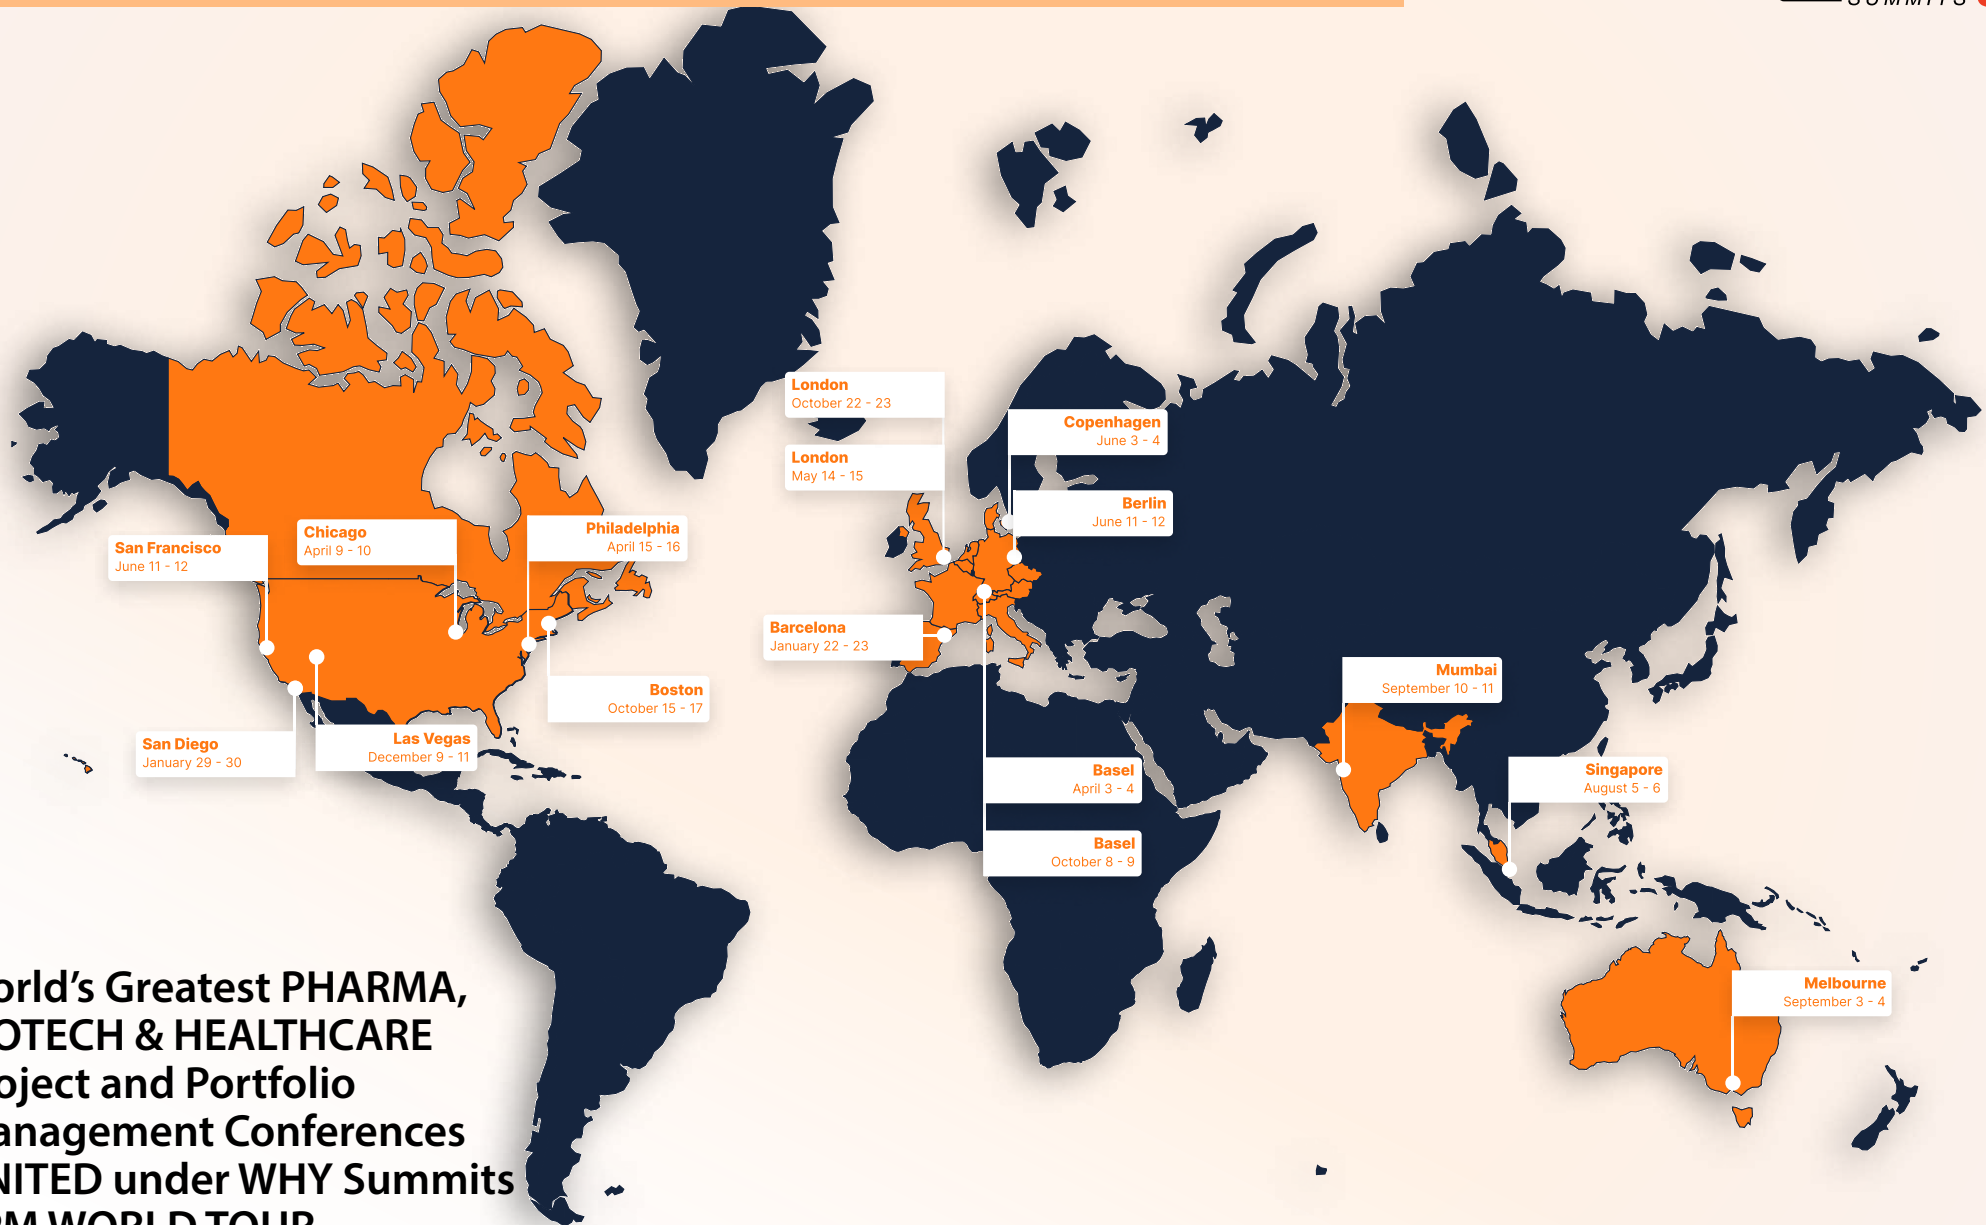 SUMMITS
London
October 22 - 23
Copenhagen
June 3 - 4
London
May 14 - 15
Berlin
June 11 - 12
Philadelphia
April 15 - 16
Chicago
April 9 - 10
San Francisco
June 11 - 12
Barcelona
January 22 - 23
Mumbai
September 10 - 11
Boston
October 15 - 17
Las Vegas
December 9 - 11
San Diego
January 29 - 30
Basel
April 3 - 4
Singapore
August 5 - 6
Basel
October 8 - 9
Melbourne
September 3 - 4
orld's Greatest PHARMA,
OTECH & HEALTHCARE
oject and Portfolio
anagement Conferences
NITED under WHY Summits
PM WORLD TOUR